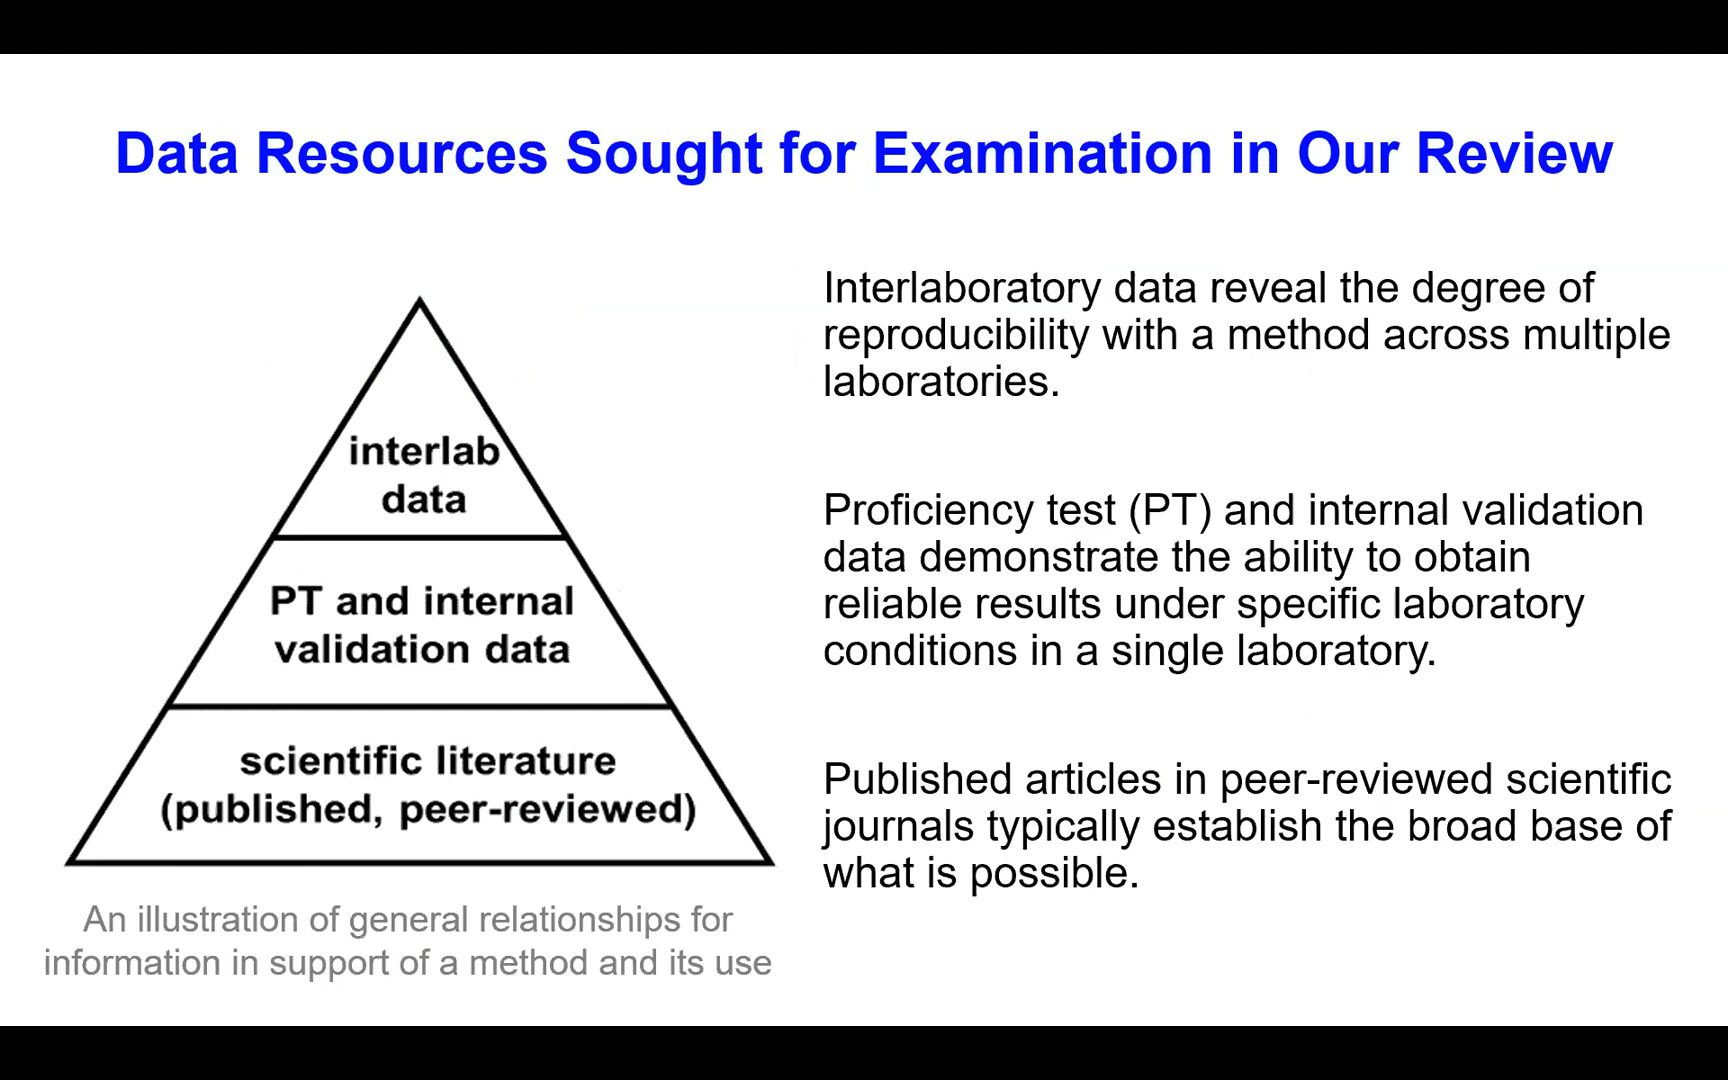 Data Resources Sought for Examination in Our Review
interlab
data
PT and internal
validation data
scientific literature
(published, peer-reviewed)
An illustration of general relationships for
information in support of a method and its use
Interlaboratory data reveal the degree of
reproducibility with a method across multiple
laboratories.
Proficiency test (PT) and internal validation
data demonstrate the ability to obtain
reliable results under specific laboratory
conditions in a single laboratory.
Published articles in peer-reviewed scientific
journals typically establish the broad base of
what is possible.